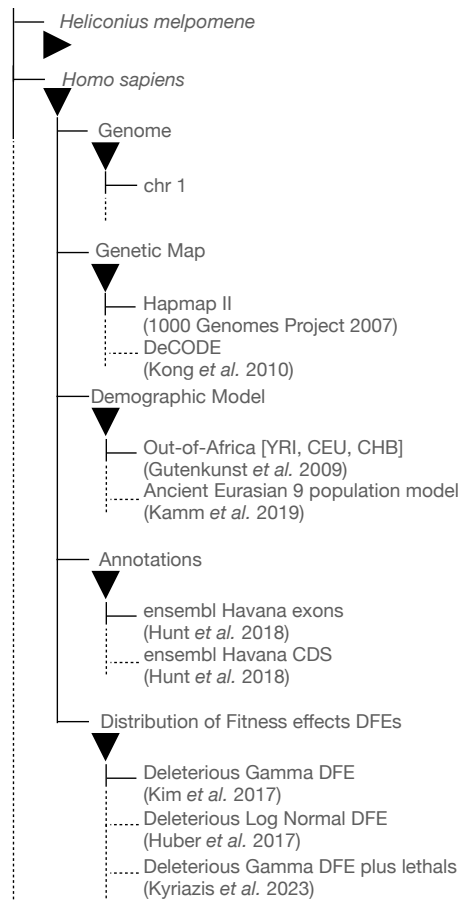 Heliconius melpomene
Homo sapiens
Genome
chr 1
Genetic Map
Hapmap II
(1000 Genomes Project 2007)
DeCODE
(Kong et al. 2010)
Demographic Model
Out-of-Africa [YRI, CEU, CHB]
(Gutenkunst et al. 2009)
Ancient Eurasian 9 population model
(Kamm et al. 2019)
Annotations
ensembl Havana exons
(Hunt et al. 2018)
ensembl Havana CDS
(Hunt et al. 2018)
Distribution of Fitness effects DFEs
Deleterious Gamma DFE
(Kim et al. 2017)
Deleterious Log Normal DFE
(Huber et al. 2017)
Deleterious Gamma DFE plus lethals
(Kyriazis et al. 2023)